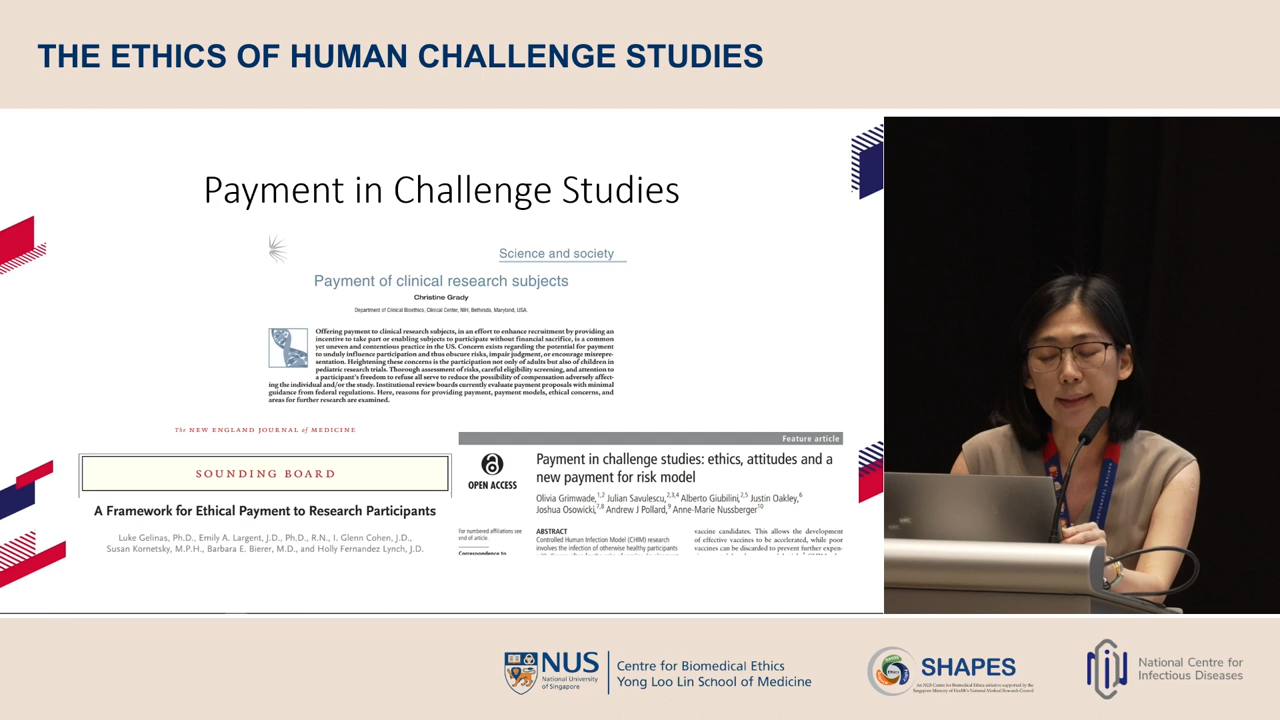 THE ETHICS OF HUMAN CHALLENGE STUDIES
Payment in Challenge Studies
Science and society
Payment of clinical research subjects
Christine Grady
Department of Clinical Bioethics, Clinical Center, NIH, Bethesda, Maryland, USA.
Offering payment to clinical research subjects, in an effort to enhance recruitment by providing an
incentive to take part or enabling subjects to participate without financial sacrifice, is a common
yet uneven and contentious practice in the US. Concern exists regarding the potential for payment
to unduly influence participation and thus obscure risks, impair judgment, or encourage misrepre-
sentation. Heightening these concerns is the participation not only of adults but also of children in
pediatric research trials. Thorough assessment of risks, careful eligibility screening, and attention to
a participant's freedom to refuse all serve to reduce the possibility of compensation adversely affect-
ing the individual and/or the study. Institutional review boards currently evaluate payment proposals with minimal
guidance from federal regulations. Here, reasons for providing payment, payment models, ethical concerns, and
areas for further research are examined.
The NEW ENGLAND JOURNAL of MEDICINE
SOUNDING BOARD
A Framework for Ethical Payment to Research Participants
Luke Gelinas, Ph.D., Emily A. Largent, J.D., Ph.D., R.N., I. Glenn Cohen, J.D.,
Susan Kornetsky, M.P.H., Barbara E. Bierer, M.D., and Holly Fernandez Lynch, J.D.
Feature article
OPEN ACCESS
Payment in challenge studies: ethics, attitudes and a
new payment for risk model
Olivia Grimwade,1,2 Julian Savulescu,2,3,4 Alberto Giubilini,2,5 Justin Oakley,6
Joshua Osowicki,7,8 Andrew J Pollard,9 Anne-Marie Nussberger10
For numbered affiliations see
end of article.
Correspondence to
ABSTRACT
Controlled Human Infection Model (CHIM) research
involves the infection of otherwise healthy participants
vaccine candidates. This allows the development
of effective vaccines to be accelerated, while poor
vaccines can be discarded to prevent further expen-
NUS
National University
of Singapore
Centre for Biomedical Ethics
Yong Loo Lin School of Medicine
SHAPES
An NUS Centre for Biomedical Ethics initiative supported by the
Singapore Ministry of Health's National Medical Research Council
National Centre for
Infectious Diseases